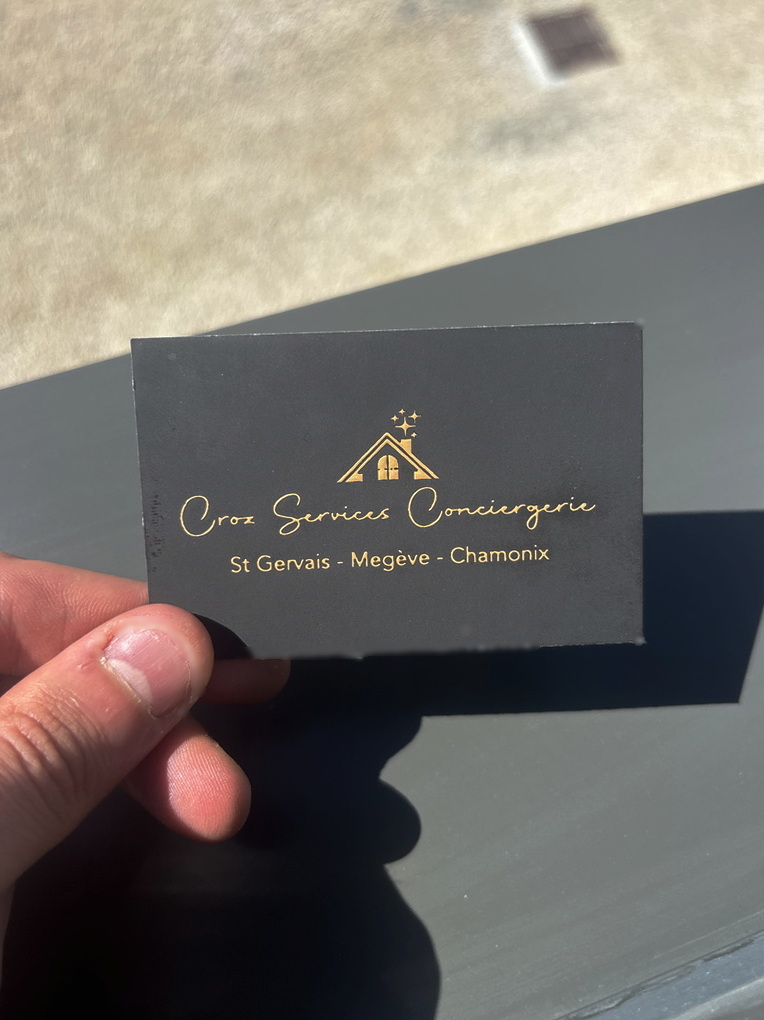 Croz Services Conciergerie
St Gervais - Megève - Chamonix